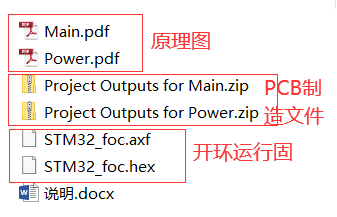 Main.pdf
Power.pdf
原理图
Project Outputs for Main.zip
Project Outputs for Power.zip
PCB制
造文件
STM32_foc.axf
STM32_foc.hex
开环运行固
说明.docx